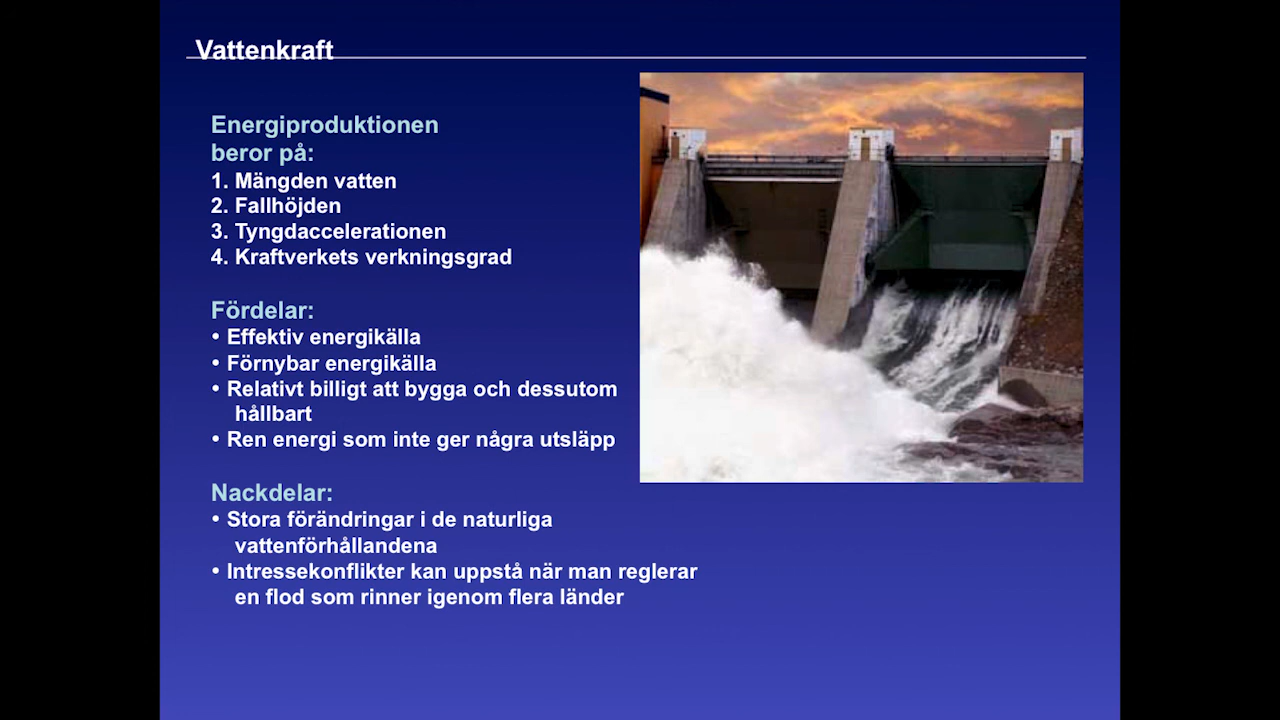 Vattenkraft
Energiproduktionen
beror på:
1. Mängden vatten
2. Fallhöjden
3. Tyngdaccelerationen
4. Kraftverkets verkningsgrad
Fördelar:
• Effektiv energikälla
• Förnybar energikälla
• Relativt billigt att bygga och dessutom
hållbart
• Ren energi som inte ger några utsläpp
Nackdelar:
• Stora förändringar i de naturliga
vattenförhållandena
• Intressekonflikter kan uppstå när man reglerar
en flod som rinner igenom flera länder